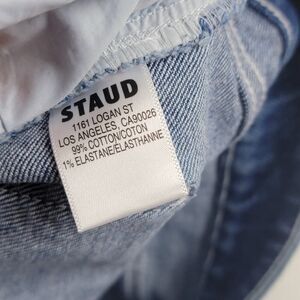 STAUD
1161 LOGAN ST
LOS ANGELES, CA90026
99% COTTON/COTON
1% ELASTANE/ELASTHANNE